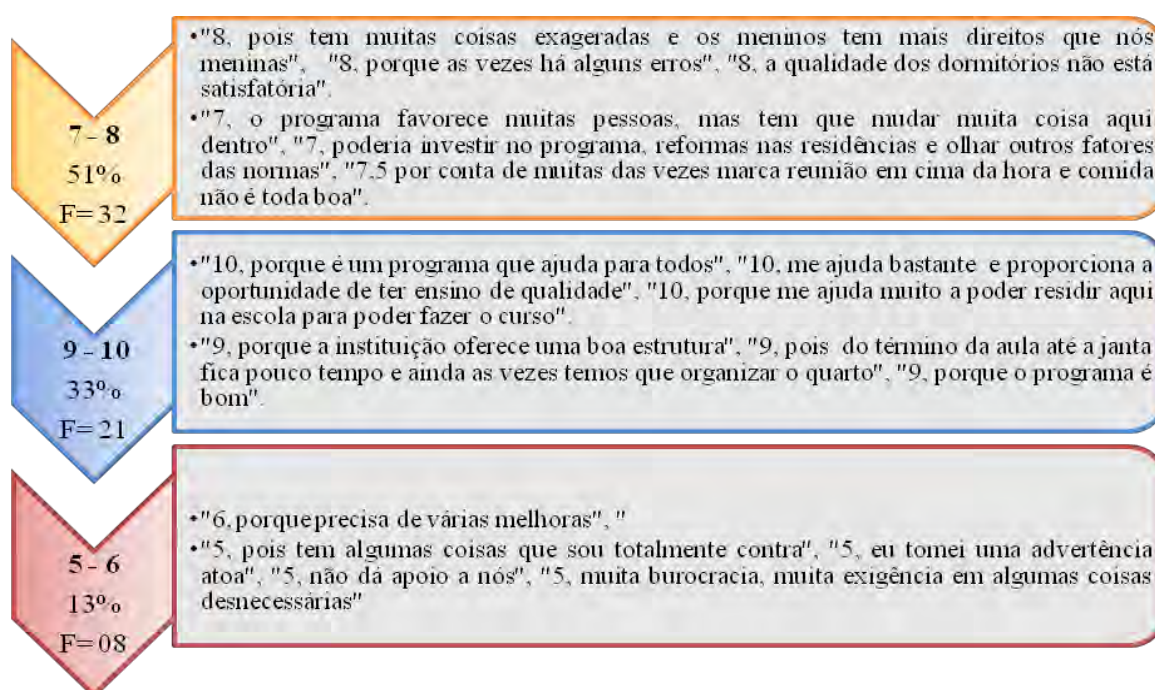 7 - 8
51%
F= 32
•"8, pois tem muitas coisas exageradas e os meninos tem mais direitos que nós
meninas", "8, porque as vezes há alguns erros", "8, a qualidade dos dormitórios não está
satisfatória".
•"7, o programa favorece muitas pessoas, mas tem que mudar muita coisa aqui
dentro", "7, poderia investir no programa, reformas nas residências e olhar outros fatores
das normas", "7,5 por conta de muitas das vezes marca reunião em cima da hora e comida
não é toda boa".
9 - 10
33%
F= 21
•"10, porque é um programa que ajuda para todos", "10, me ajuda bastante e proporciona a
oportunidade de ter ensino de qualidade", "10, porque me ajuda muito a poder residir aqui
na escola para poder fazer o curso".
•"9, porque a instituição oferece uma boa estrutura", "9, pois do término da aula até a janta
fica pouco tempo e ainda as vezes temos que organizar o quarto", "9, porque o programa é
bom".
5 - 6
13%
F= 08
•"6, porque precisa de várias melhoras", "
•"5, pois tem algumas coisas que sou totalmente contra", "5, eu tomei uma advertência
atoa", "5, não dá apoio a nós", "5, muita burocracia, muita exigência em algumas coisas
desnecessárias"